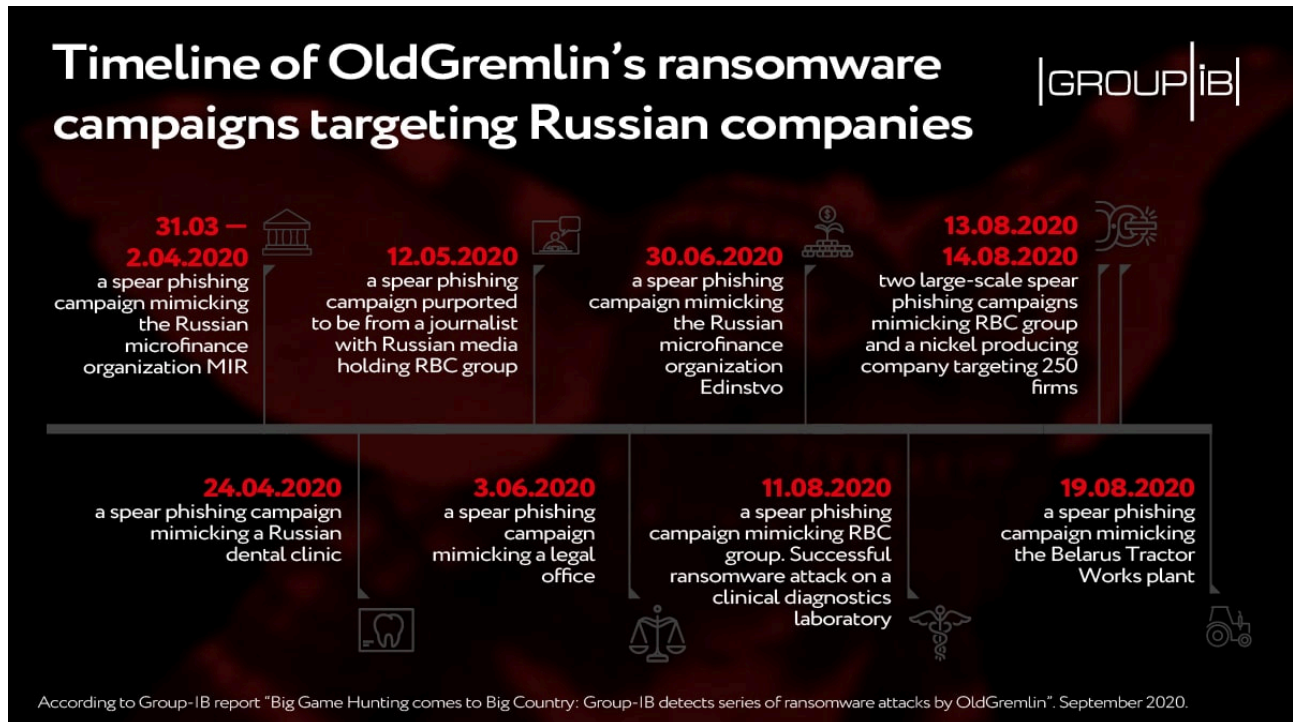 Timeline of OldGremlin's ransomware
campaigns targeting Russian companies
|GROUP|iB|
31.03 —
2.04.2020
a spear phishing
campaign mimicking
the Russian
microfinance
organization MIR
12.05.2020
a spear phishing
campaign purported
to be from a journalist
with Russian media
holding RBC group
30.06.2020
a spear phishing
campaign mimicking
the Russian
microfinance
organization
Edinstvo
13.08.2020
14.08.2020
two large-scale spear
phishing campaigns
mimicking RBC group
and a nickel producing
company targeting 250
firms
24.04.2020
a spear phishing campaign
mimicking a Russian
dental clinic
3.06.2020
a spear phishing
campaign
mimicking a legal
office
11.08.2020
a spear phishing
campaign mimicking RBC
group. Successful
ransomware attack on a
clinical diagnostics
laboratory
19.08.2020
a spear phishing
campaign mimicking
the Belarus Tractor
Works plant
According to Group-IB report “Big Game Hunting comes to Big Country: Group-IB detects series of ransomware attacks by OldGremlin”. September 2020.